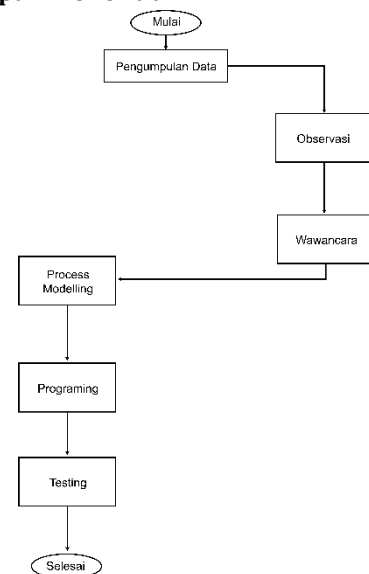 Mulai
Pengumpulan Data
Observasi
Wawancara
Process
Modelling
Programing
Testing
Selesai